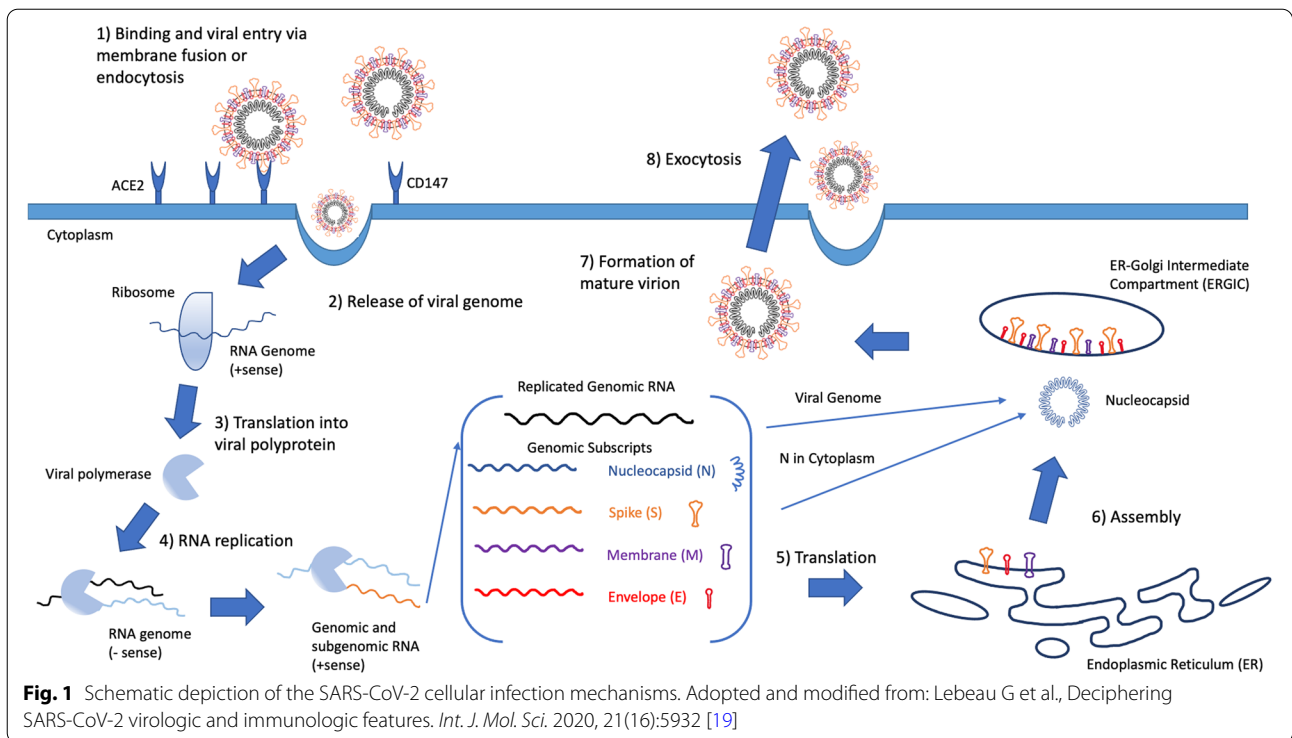 1) Binding and viral entry via
membrane fusion or
endocytosis
ACE2
CD147
Cytoplasm
Ribosome
RNA Genome
(+sense)
2) Release of viral genome
3) Translation into
viral polyprotein
Viral polymerase
4) RNA replication
RNA genome
(- sense)
Genomic and
subgenomic RNA
(+sense)
Replicated Genomic RNA
Genomic Subscripts
Nucleocapsid (N)
Spike (S)
Membrane (M)
Envelope (E)
Viral Genome
N in Cytoplasm
5) Translation
Endoplasmic Reticulum (ER)
6) Assembly
Nucleocapsid
ER-Golgi Intermediate
Compartment (ERGIC)
7) Formation of
mature virion
8) Exocytosis
Fig. 1 Schematic depiction of the SARS-CoV-2 cellular infection mechanisms. Adopted and modified from: Lebeau G et al., Deciphering
SARS-CoV-2 virologic and immunologic features. Int. J. Mol. Sci. 2020, 21(16):5932 [19]